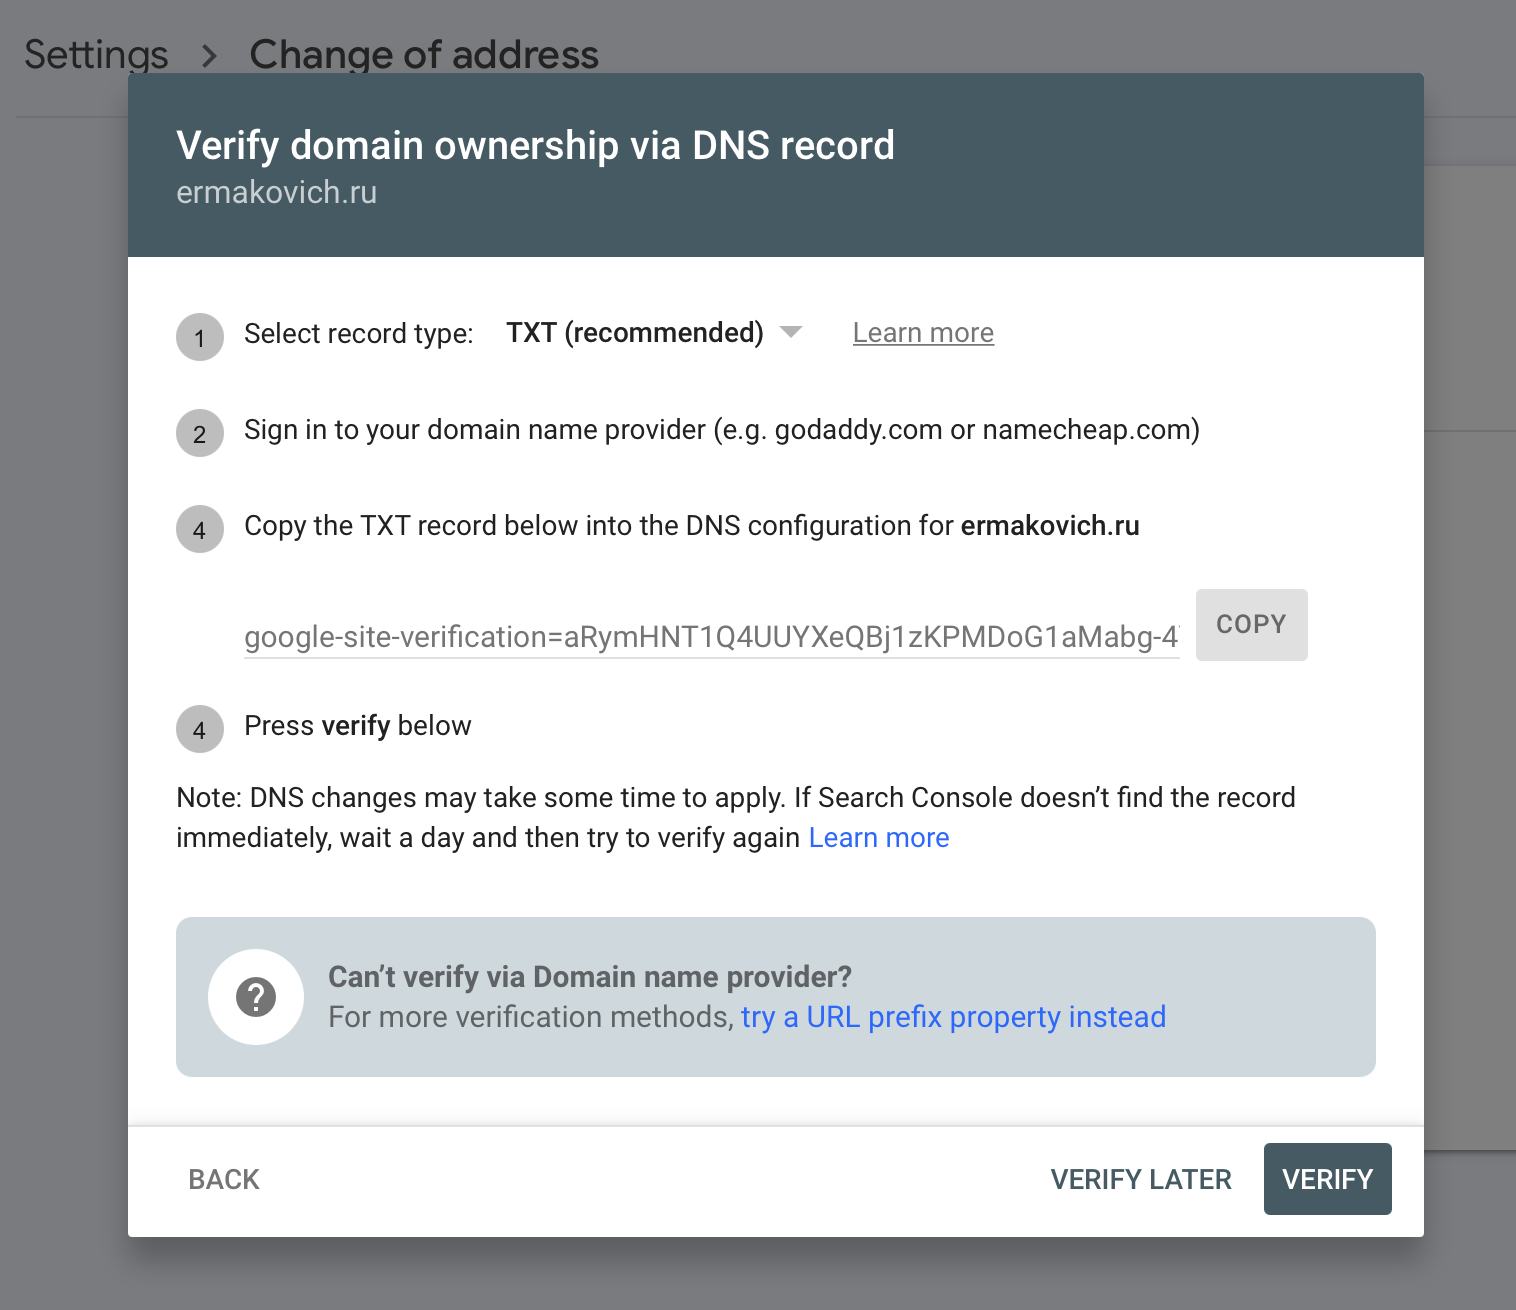 Settings > Change of address
Verify domain ownership via DNS record
ermakovich.ru
1 Select record type: TXT (recommended) Learn more
2 Sign in to your domain name provider (e.g. godaddy.com or namecheap.com)
4 Copy the TXT record below into the DNS configuration for ermakovich.ru
google-site-verification=aRymHNT1Q4UUYXeQBj1zKPMDoG1aMabg-4
COPY
4 Press verify below
Note: DNS changes may take some time to apply. If Search Console doesn’t find the record
immediately, wait a day and then try to verify again Learn more
Can’t verify via Domain name provider?
For more verification methods, try a URL prefix property instead
BACK VERIFY LATER VERIFY